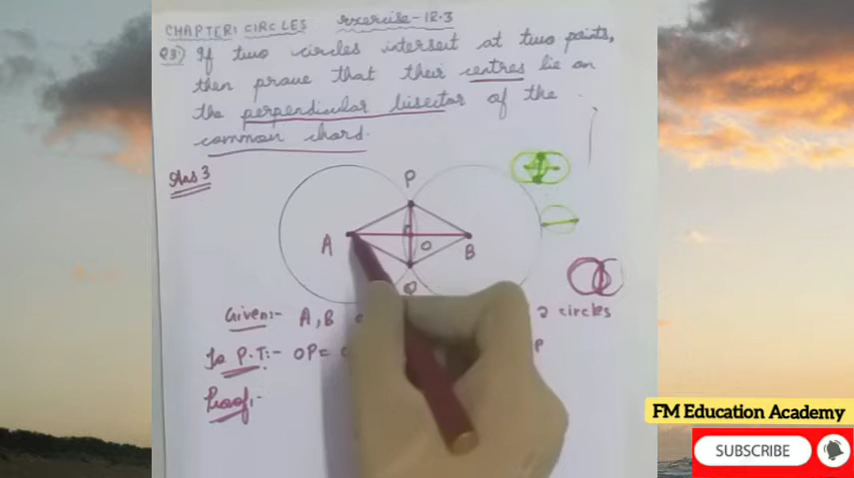 CHAPTER: CIRCLES Exercise-12.3
Q3:) If two circles intersect at two points,
then prove that their centres lie on
the perpendicular bisector of the
common chord.
Ans 3
P
A
O
B
Q
Given:- A, B 2 circles
To P.T:- OP=
Proof:-
FM Education Academy
SUBSCRIBE